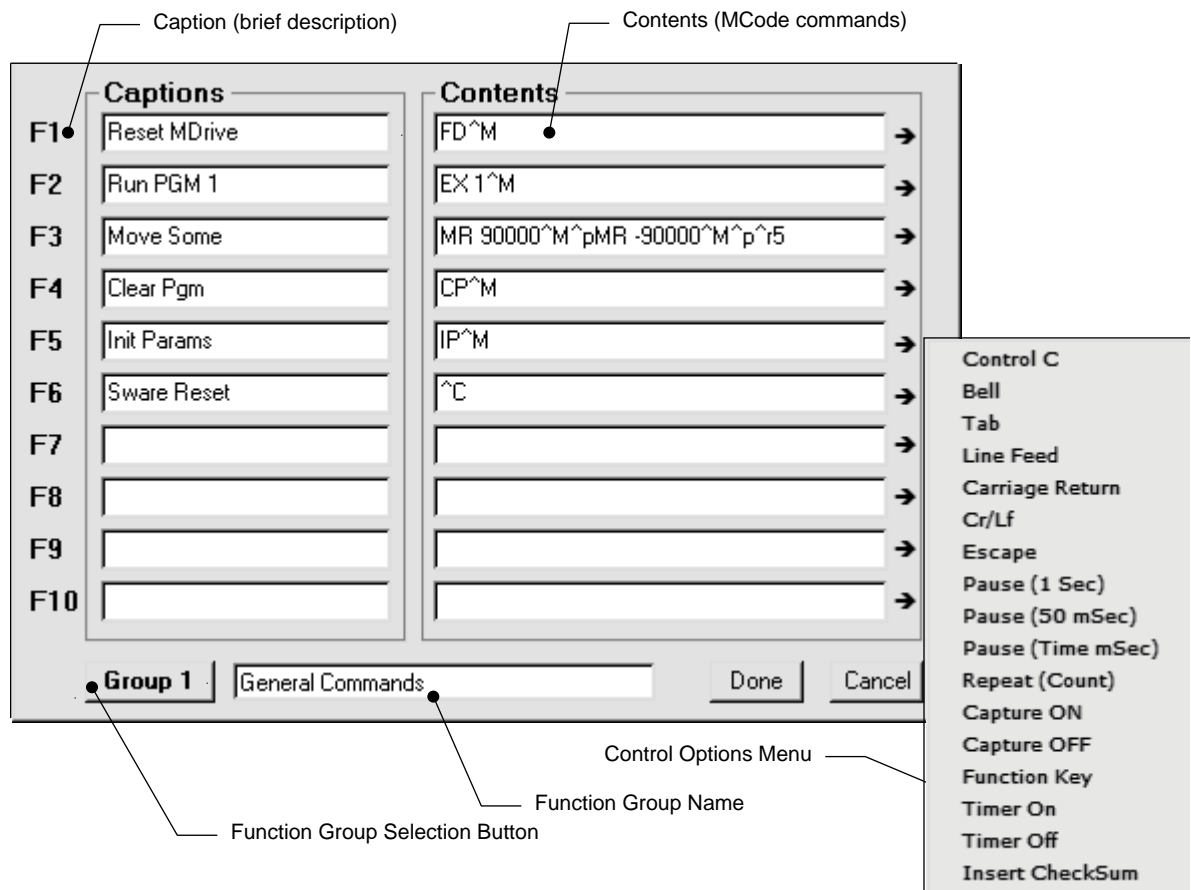 Caption (brief description)
Contents (MCode commands)
Captions
Contents
F1
Reset MDrive
FD^M
F2
Run PGM 1
EX 1^M
F3
Move Some
MR 90000^M^pMR -90000^M^p^r5
F4
Clear Pgm
CP^M
F5
Init Params
IP^M
F6
Sware Reset
^C
F7
F8
F9
F10
Group 1
General Commands
Done
Cancel
Control C
Bell
Tab
Line Feed
Carriage Return
Cr/Lf
Escape
Pause (1 Sec)
Pause (50 mSec)
Pause (Time mSec)
Repeat (Count)
Capture ON
Capture OFF
Function Key
Timer On
Timer Off
Insert CheckSum
Control Options Menu
Function Group Name
Function Group Selection Button